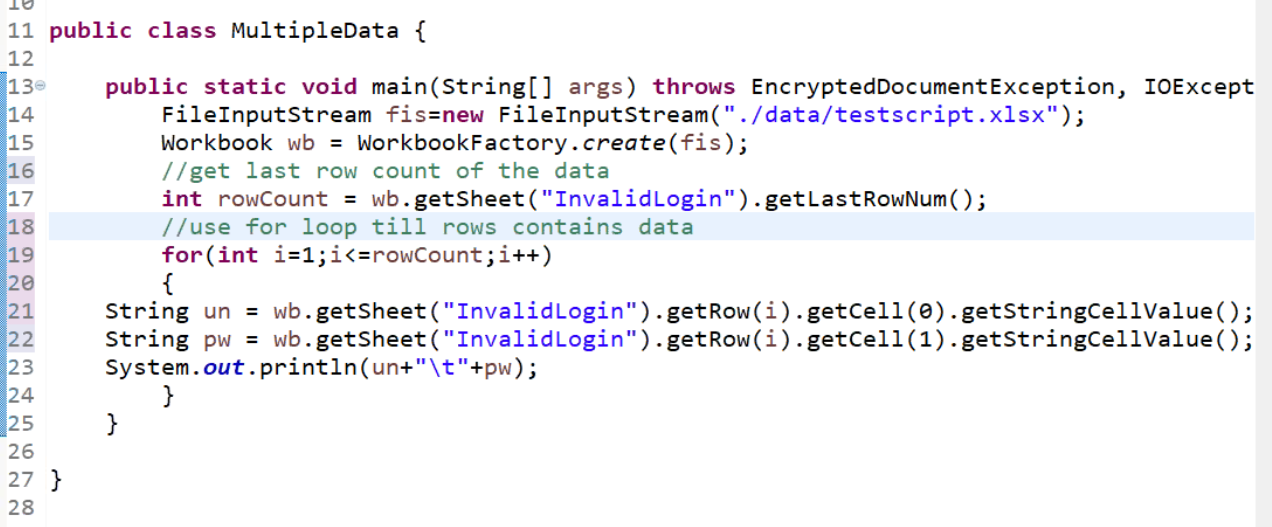 10
11 public class MultipleData {
12
13 public static void main(String[] args) throws EncryptedDocumentException, IOExcept
14 FileInputStream fis=new FileInputStream("./data/testscript.xlsx");
15 Workbook wb = WorkbookFactory.create(fis);
16 //get last row count of the data
17 int rowCount = wb.getSheet("InvalidLogin").getLastRowNum();
18 //use for loop till rows contains data
19 for(int i=1;i<=rowCount;i++)
20 {
21 String un = wb.getSheet("InvalidLogin").getRow(i).getCell(0).getStringCellValue();
22 String pw = wb.getSheet("InvalidLogin").getRow(i).getCell(1).getStringCellValue();
23 System.out.println(un+"\t"+pw);
24 }
25 }
26
27 }
28